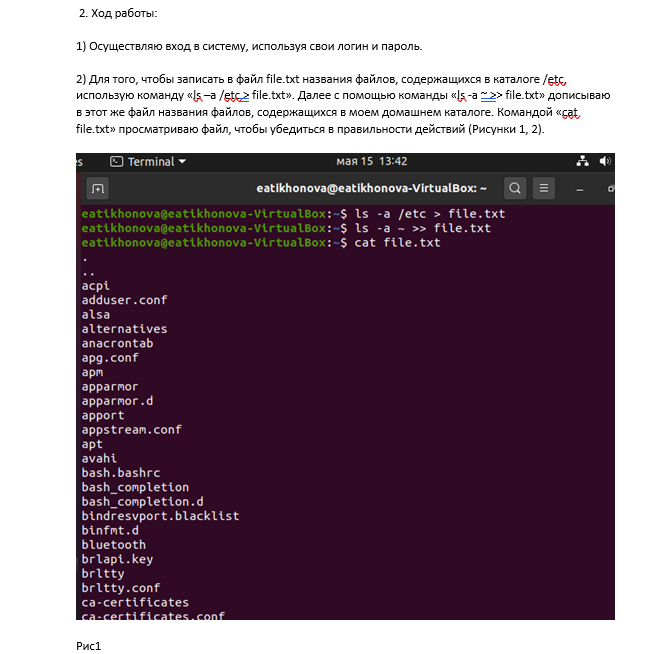 2. Ход работы:
1) Осуществляю вход в систему, используя свои логин и пароль.
2) Для того, чтобы записать в файл file.txt названия файлов, содержащихся в каталоге /etc,
использую команду «ls –a /etc > file.txt». Далее с помощью команды «ls -a ~ >> file.txt» дописываю
в этот же файл названия файлов, содержащихся в моем домашнем каталоге. Командой «cat
file.txt» просматриваю файл, чтобы убедиться в правильности действий (Рисунки 1, 2).
s Terminal мая 15 13:42
eatikhonova@eatikhonova-VirtualBox: ~
eatikhonova@eatikhonova-VirtualBox:~$ ls -a /etc > file.txt
eatikhonova@eatikhonova-VirtualBox:~$ ls -a ~ >> file.txt
eatikhonova@eatikhonova-VirtualBox:~$ cat file.txt
.
..
acpi
adduser.conf
alsa
alternatives
anacrontab
apg.conf
apm
apparmor
apparmor.d
apport
appstream.conf
apt
avahi
bash.bashrc
bash_completion
bash_completion.d
bindresvport.blacklist
binfmt.d
bluetooth
brlapi.key
brltty
brltty.conf
ca-certificates
ca-certificates.conf
Рис1